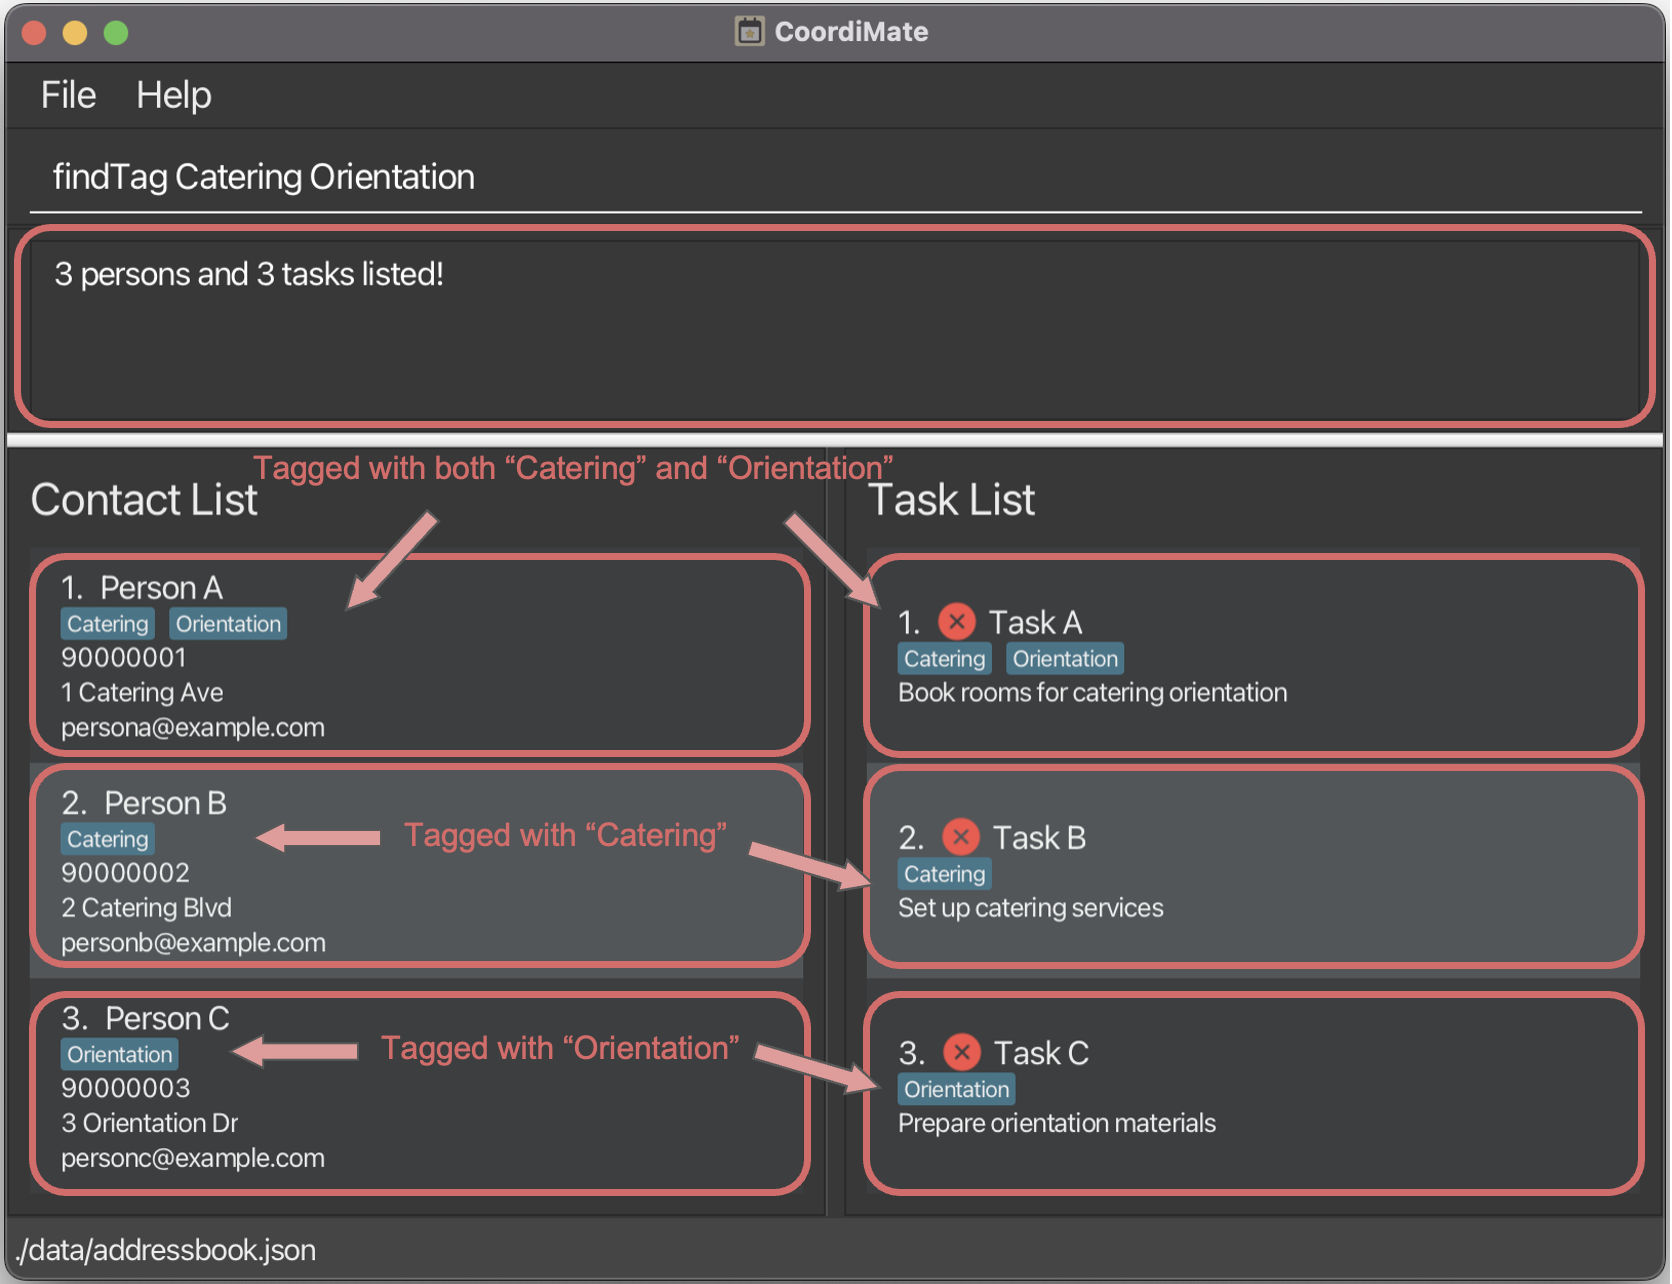 CoordiMate
File Help
findTag Catering Orientation
3 persons and 3 tasks listed!
Tagged with both “Catering” and “Orientation”
Contact List
1. Person A
Catering Orientation
90000001
1 Catering Ave
persona@example.com
2. Person B
Catering
90000002
2 Catering Blvd
personb@example.com
Tagged with “Catering”
3. Person C
Orientation
90000003
3 Orientation Dr
personc@example.com
Tagged with “Orientation”
Task List
1. Task A
Catering Orientation
Book rooms for catering orientation
2. Task B
Catering
Set up catering services
3. Task C
Orientation
Prepare orientation materials
./data/addressbook.json